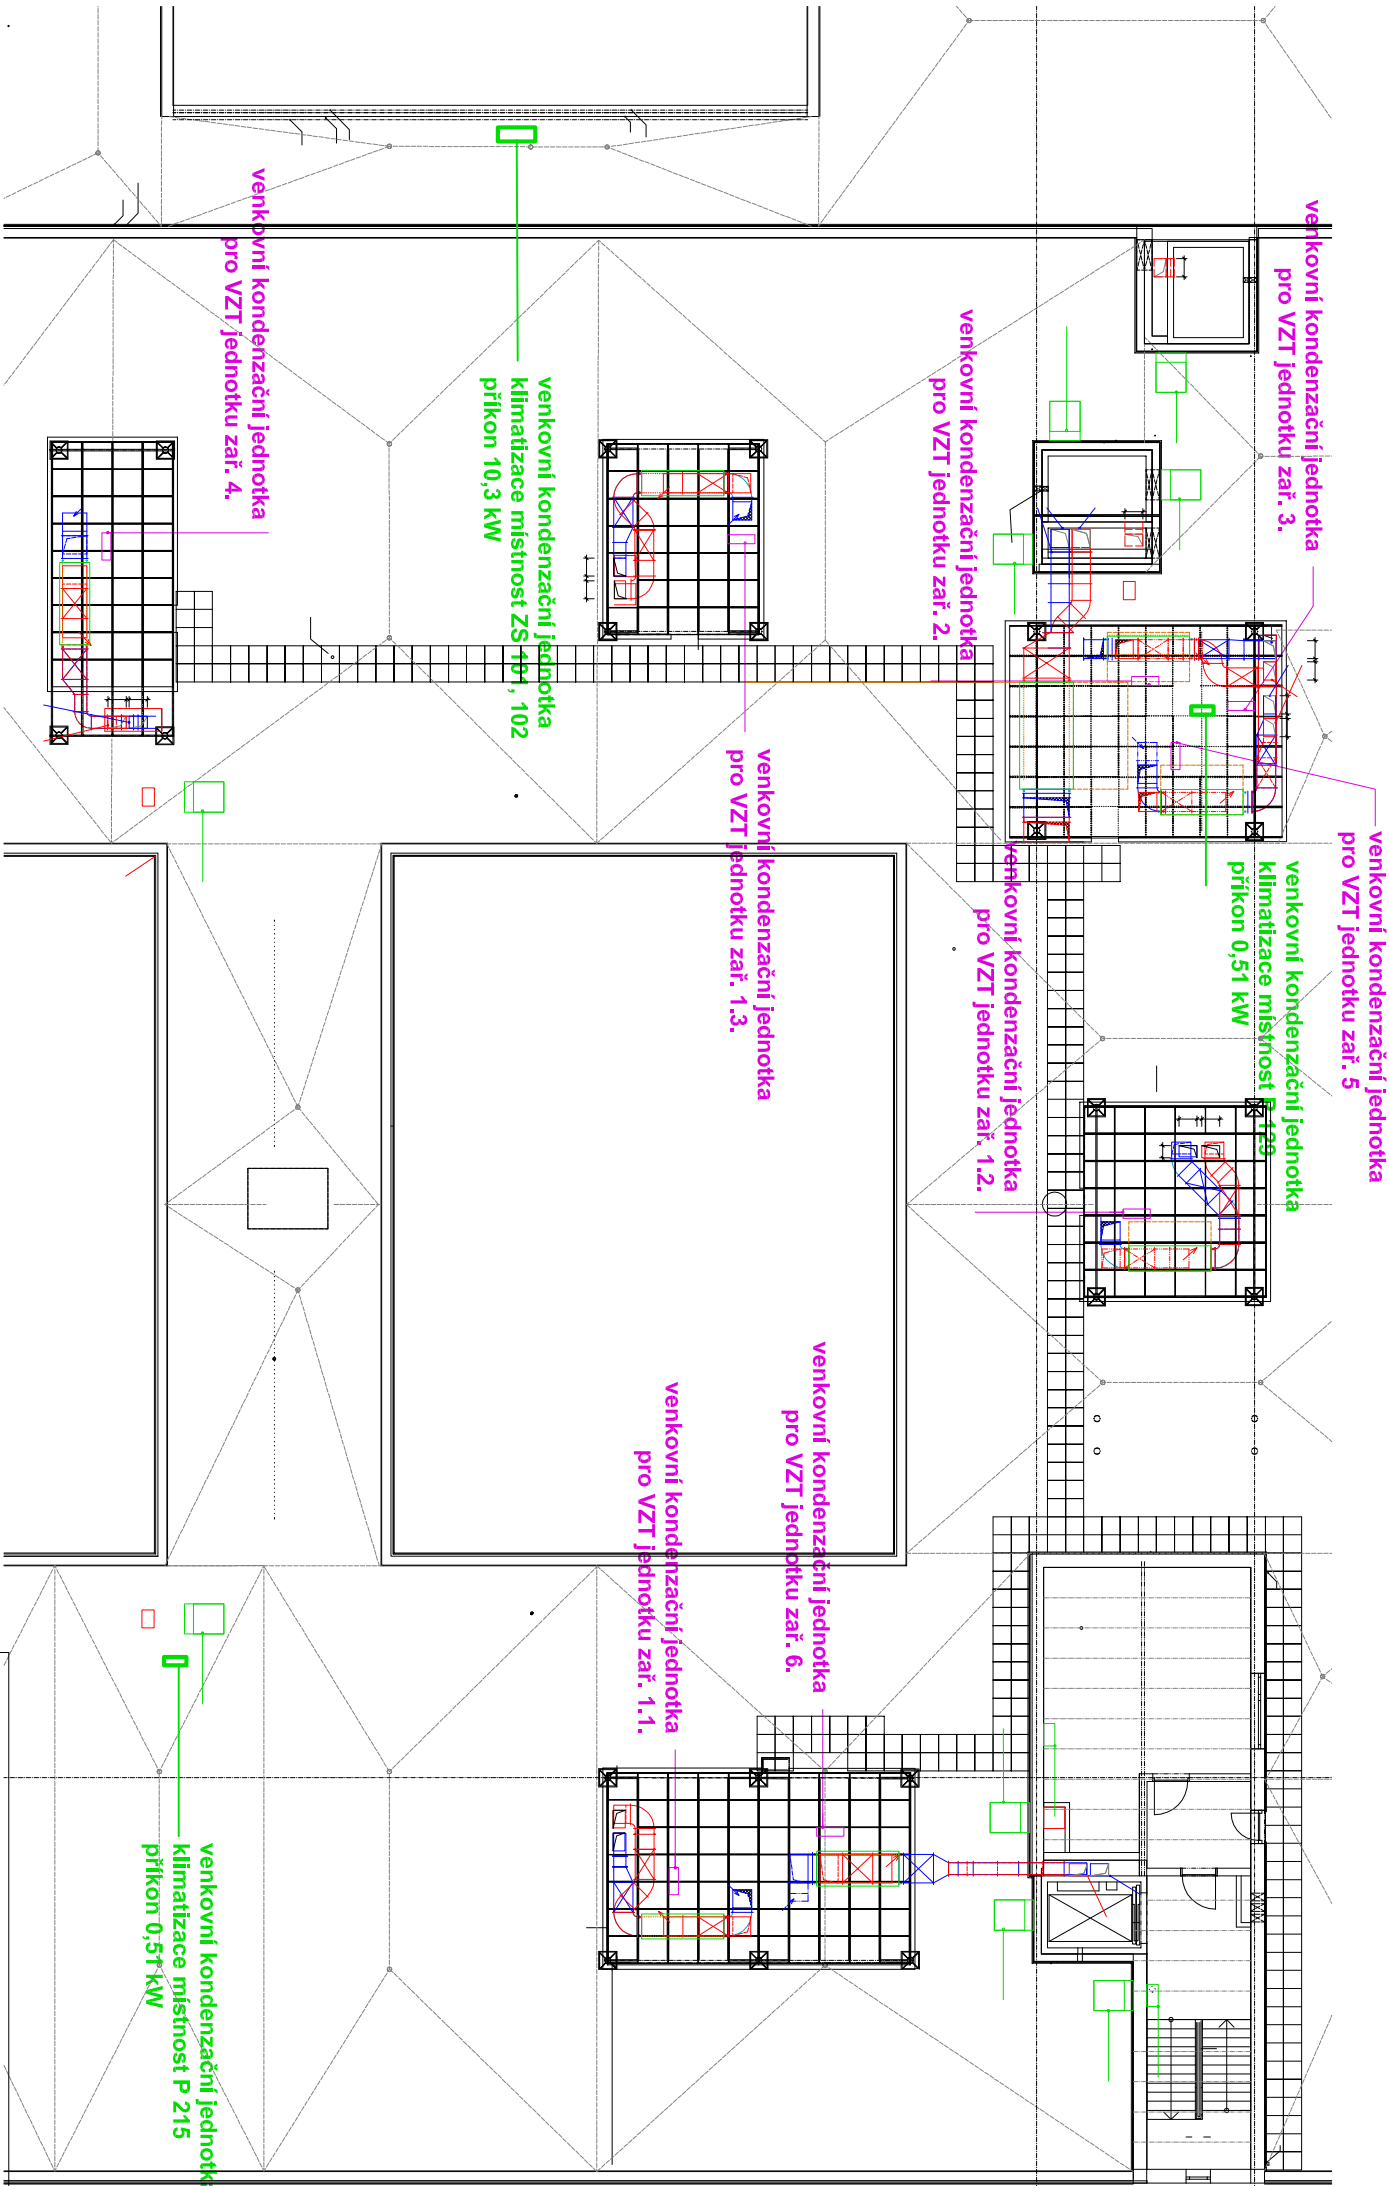 venkovní kondenzační jednotka
pro VZT jednotku zař. 4.
venkovní kondenzační jednotka
klimatizace místnost ZS 101, 102
příkon 10,3 kW
venkovní kondenzační jednotka
pro VZT jednotku zař. 2.
venkovní kondenzační jednotka
pro VZT jednotku zař. 3.
venkovní kondenzační jednotka
pro VZT jednotku zař. 1.3.
venkovní kondenzační jednotka
pro VZT jednotku zař. 1.2.
venkovní kondenzační jednotka
klimatizace místnost P 129
příkon 0,51 kW
venkovní kondenzační jednotka
pro VZT jednotku zař. 5
venkovní kondenzační jednotka
pro VZT jednotku zař. 6.
venkovní kondenzační jednotka
pro VZT jednotku zař. 1.1.
venkovní kondenzační jednotk
klimatizace místnost P 215
příkon 0,51 kW